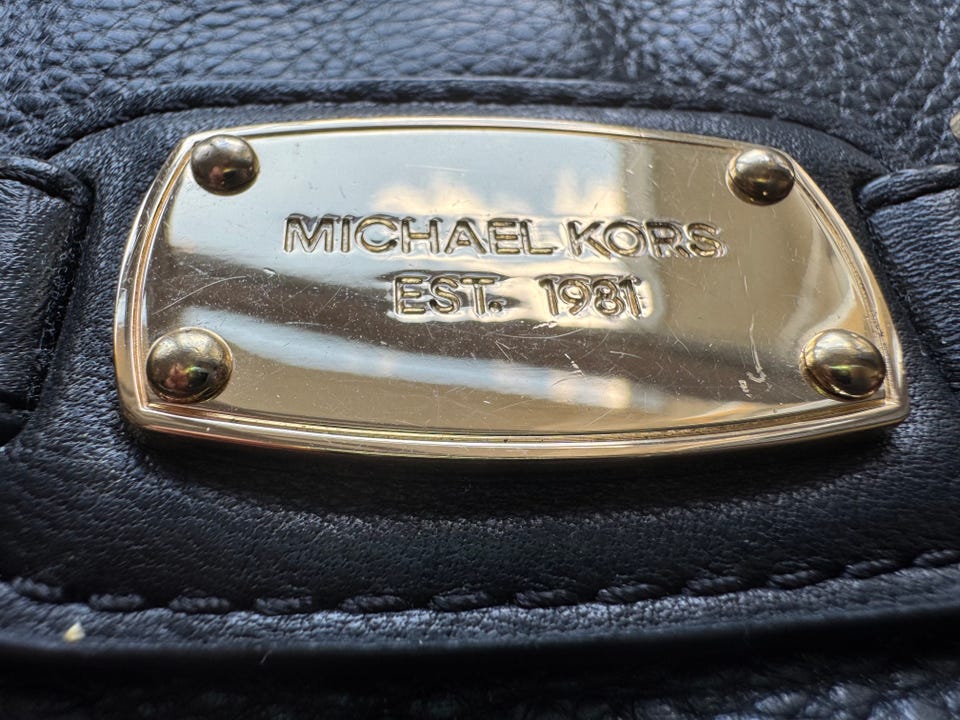 MICHAEL KORS
EST. 1981